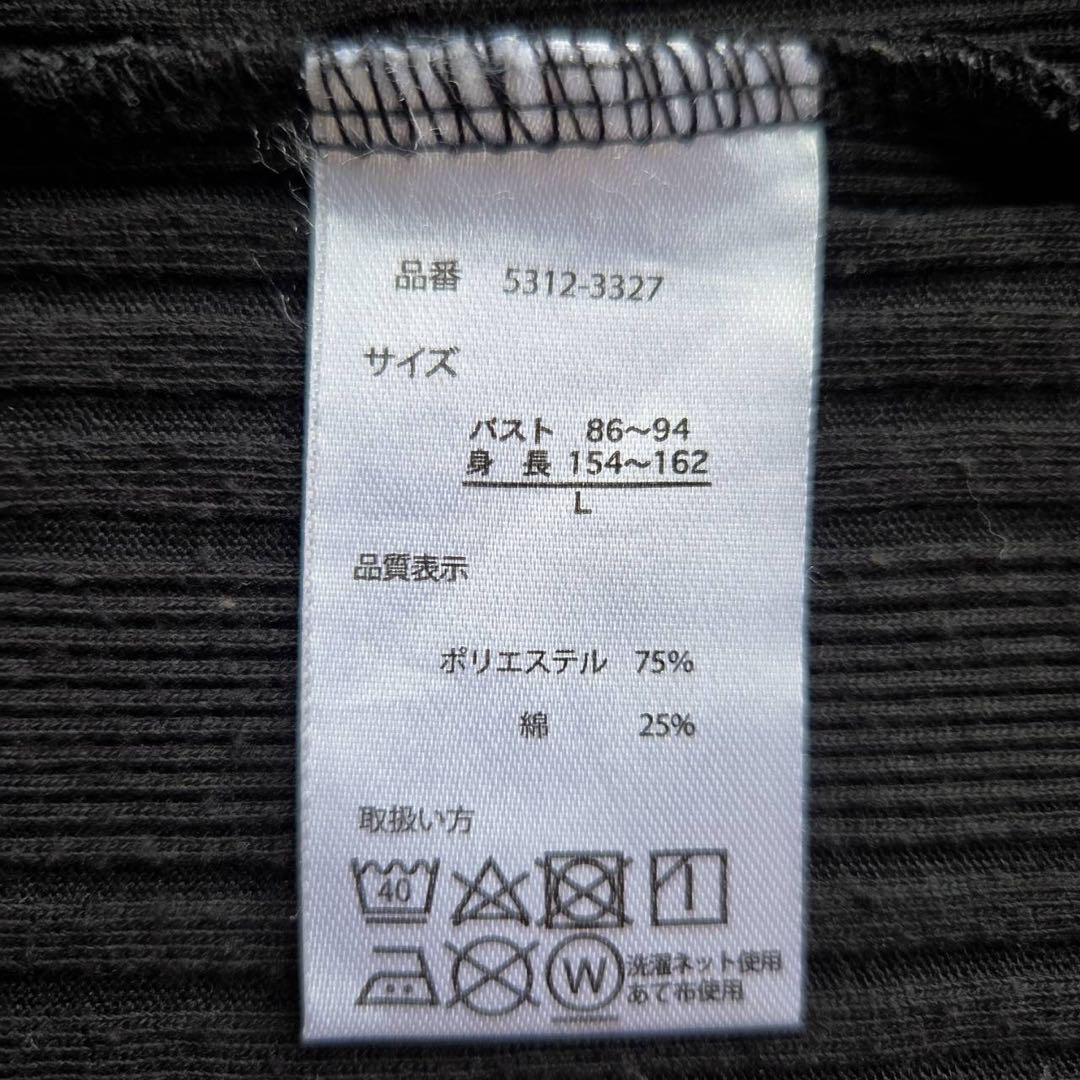 品番 5312-3327
サイズ
バスト 86～94
身 長 154～162
L
品質表示
ポリエステル 75%
綿 25%
取扱い方
40
W
洗濯ネット使用
あて布使用